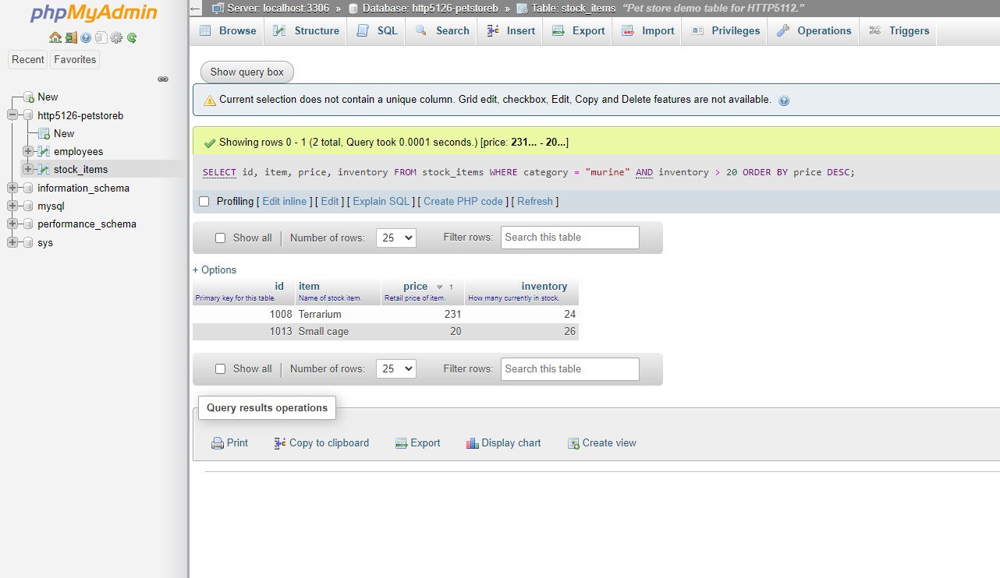 phpMyAdmin
Recent Favorites
New
http5126-petstoreb
New
employees
stock_items
information_schema
mysql
performance_schema
sys
Server: localhost:3306 » Database: http5126-petstoreb » Table: stock_items "Pet store demo table for HTTP5112."
Browse Structure SQL Search Insert Export Import Privileges Operations Triggers
Show query box
Current selection does not contain a unique column. Grid edit, checkbox, Edit, Copy and Delete features are not available.
Showing rows 0 - 1 (2 total, Query took 0.0001 seconds.) [price: 231... - 20...]
SELECT id, item, price, inventory FROM stock_items WHERE category = "murine" AND inventory > 20 ORDER BY price DESC;
Profiling [ Edit inline ] [ Edit ] [ Explain SQL ] [ Create PHP code ] [ Refresh ]
Show all Number of rows: 25 Filter rows: Search this table
+ Options
id item price 1 inventory
Primary key for this table. Name of stock item. Retail price of item. How many currently in stock.
1008 Terrarium 231 24
1013 Small cage 20 26
Show all Number of rows: 25 Filter rows: Search this table
Query results operations
Print Copy to clipboard Export Display chart Create view